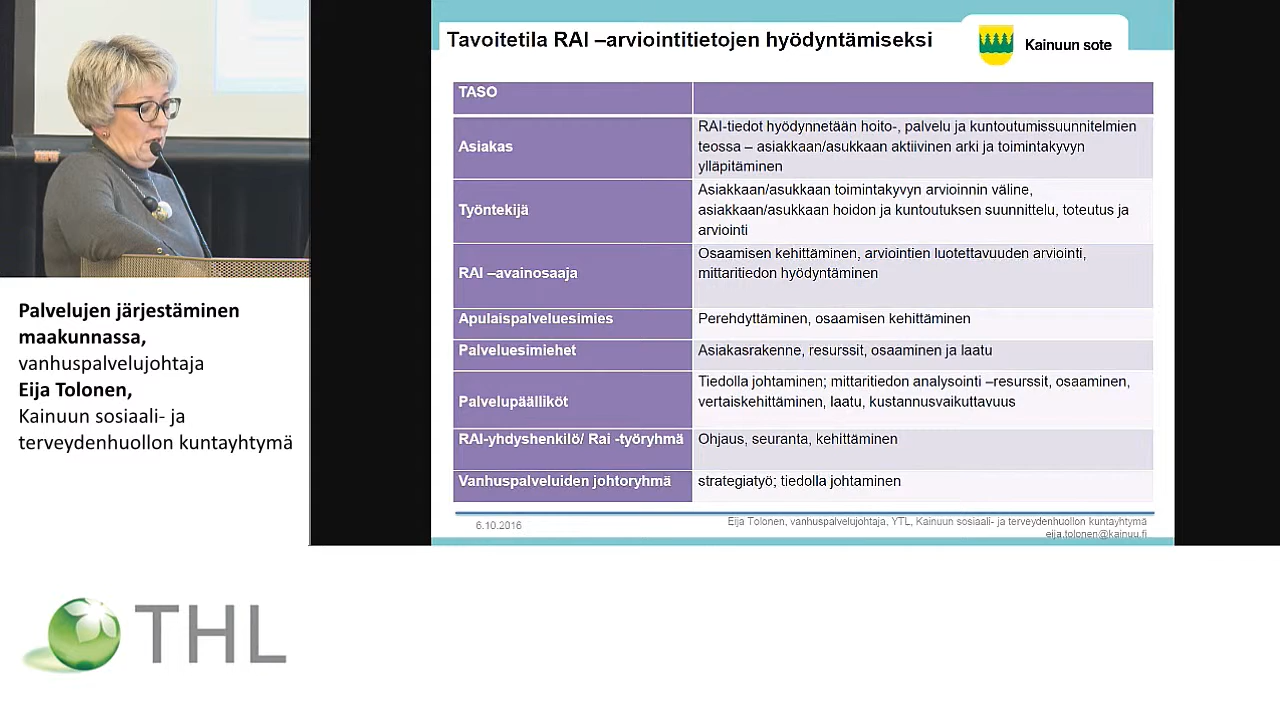 Tavoitetila RAI –arviointitietojen hyödyntämiseksi
Kainuun sote
TASO
Asiakas
RAI-tiedot hyödynnetään hoito-, palvelu ja kuntoutumissuunnitelmien
teossa – asiakkaan/asukkaan aktiivinen arki ja toimintakyvyn
ylläpitäminen
Työntekijä
Asiakkaan/asukkaan toimintakyvyn arvioinnin väline,
asiakkaan/asukkaan hoidon ja kuntoutuksen suunnittelu, toteutus ja
arviointi
RAI –avainosaaja
Osaamisen kehittäminen, arviointien luotettavuuden arviointi,
mittaritiedon hyödyntäminen
Apulaispalveluesimies
Perehdyttäminen, osaamisen kehittäminen
Palveluesimiehet
Asiakasrakenne, resurssit, osaaminen ja laatu
Palvelupäälliköt
Tiedolla johtaminen; mittaritiedon analysointi –resurssit, osaaminen,
vertaiskehittäminen, laatu, kustannusvaikuttavuus
RAI-yhdyshenkilö/ Rai -työryhmä
Ohjaus, seuranta, kehittäminen
Vanhuspalveluiden johtoryhmä
strategiatyö; tiedolla johtaminen
6.10.2016
Eija Tolonen, vanhuspalvelujohtaja, YTL, Kainuun sosiaali- ja terveydenhuollon kuntayhtymä
eija.tolonen@kainuu.fi
Palvelujen järjestäminen
maakunnassa,
vanhuspalvelujohtaja
Eija Tolonen,
Kainuun sosiaali- ja
terveydenhuollon kuntayhtymä
THL